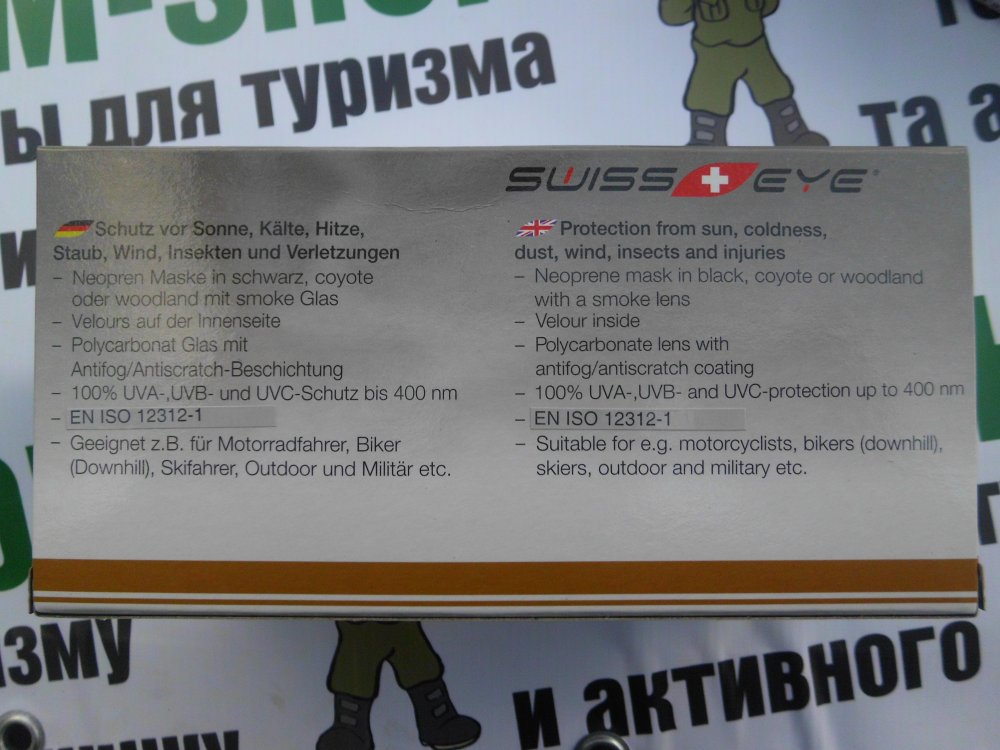 для туризма
та
SWISS EYE
Schutz vor Sonne, Kälte, Hitze,
Staub, Wind, Insekten und Verletzungen
– Neopren Maske in schwarz, coyote
oder woodland mit smoke Glas
– Velours auf der Innenseite
– Polycarbonat Glas mit
Antifog/Antiscratch-Beschichtung
– 100% UVA-,UVB- und UVC-Schutz bis 400 nm
– EN ISO 12312-1
– Geeignet z.B. für Motorradfahrer, Biker
(Downhill), Skifahrer, Outdoor und Militär etc.
Protection from sun, coldness,
dust, wind, insects and injuries
– Neoprene mask in black, coyote or woodland
with a smoke lens
– Velour inside
– Polycarbonate lens with
antifog/antiscratch coating
– 100% UVA-,UVB- and UVC-protection up to 400 nm
– EN ISO 12312-1
– Suitable for e.g. motorcyclists, bikers (downhill),
skiers, outdoor and military etc.
и активного